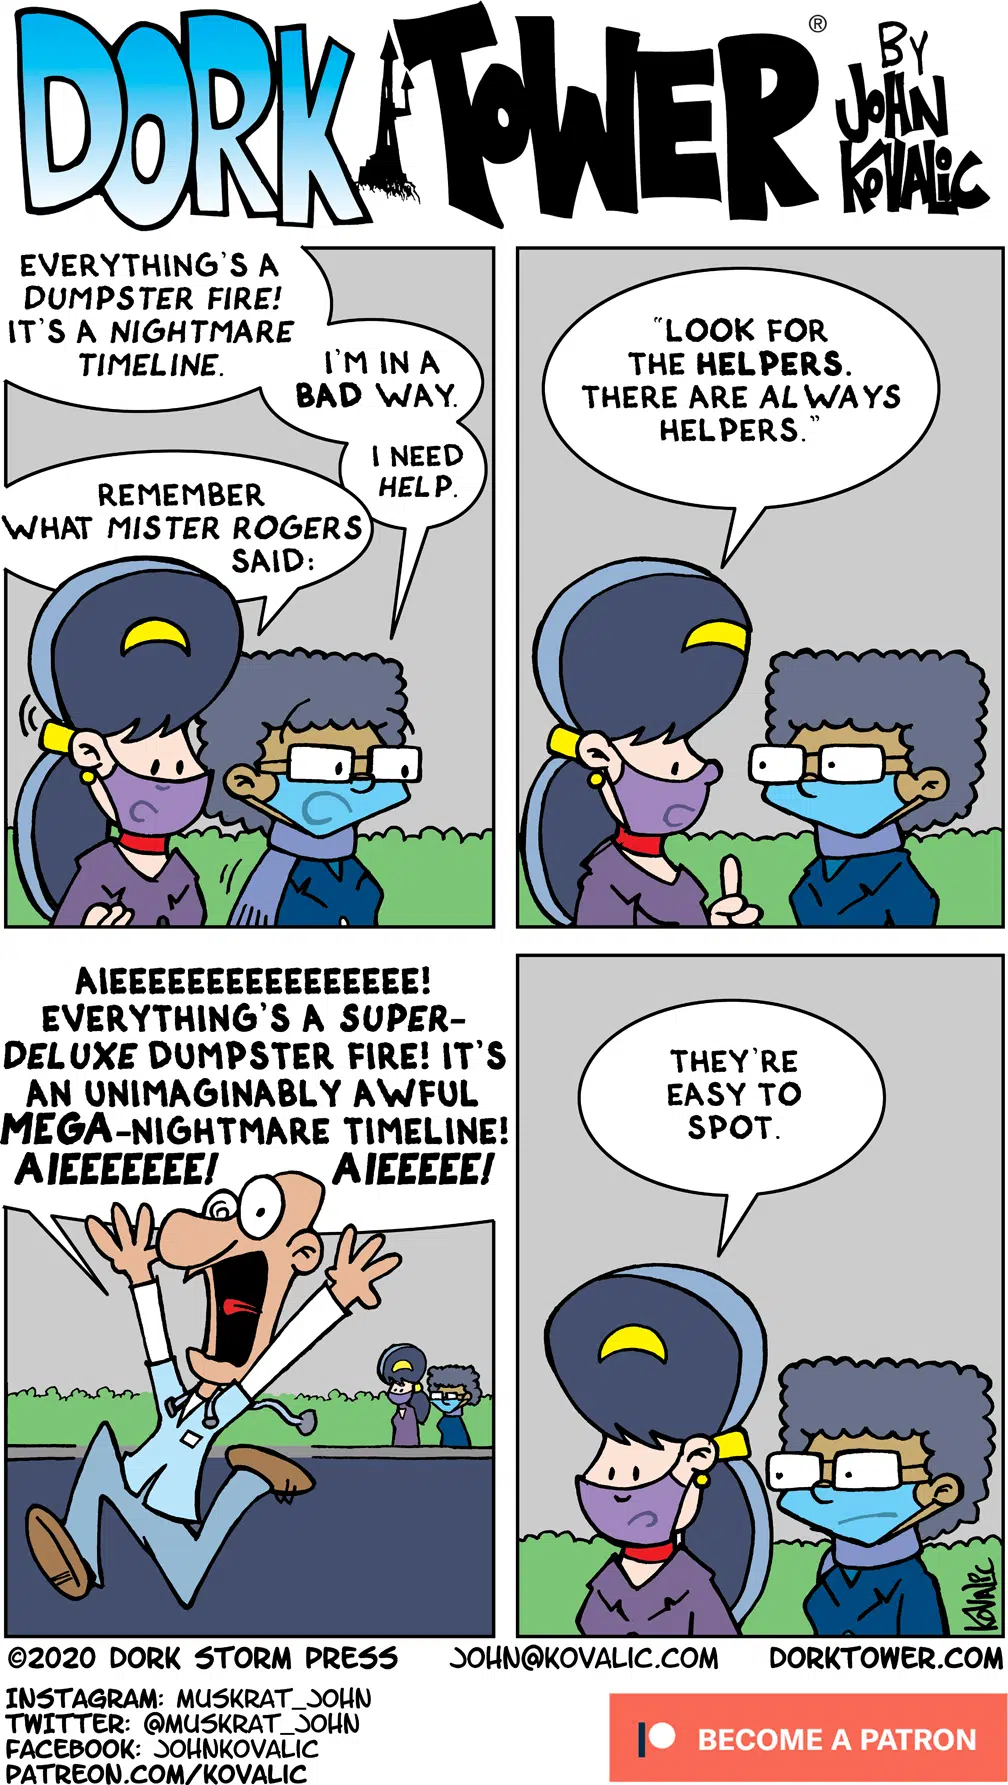 DORK TOWER®
BY
JOHN
KOVALIC
EVERYTHING'S A
DUMPSTER FIRE!
IT'S A NIGHTMARE
TIMELINE.
I'M IN A
BAD WAY.
I NEED
HELP.
REMEMBER
WHAT MISTER ROGERS
SAID:
"LOOK FOR
THE HELPERS.
THERE ARE ALWAYS
HELPERS."
AIEEEEEEEEEEEEEEEE!
EVERYTHING'S A SUPER-
DELUXE DUMPSTER FIRE! IT'S
AN UNIMAGINABLY AWFUL
MEGA-NIGHTMARE TIMELINE!
AIEEEEEEE! AIEEEEE!
THEY'RE
EASY TO
SPOT.
KOVALIC
©2020 DORK STORM PRESS JOHN@KOVALIC.COM DORKTOWER.COM
INSTAGRAM: MUSKRAT_JOHN
TWITTER: @MUSKRAT_JOHN
FACEBOOK: JOHNKOVALIC
PATREON.COM/KOVALIC
BECOME A PATRON